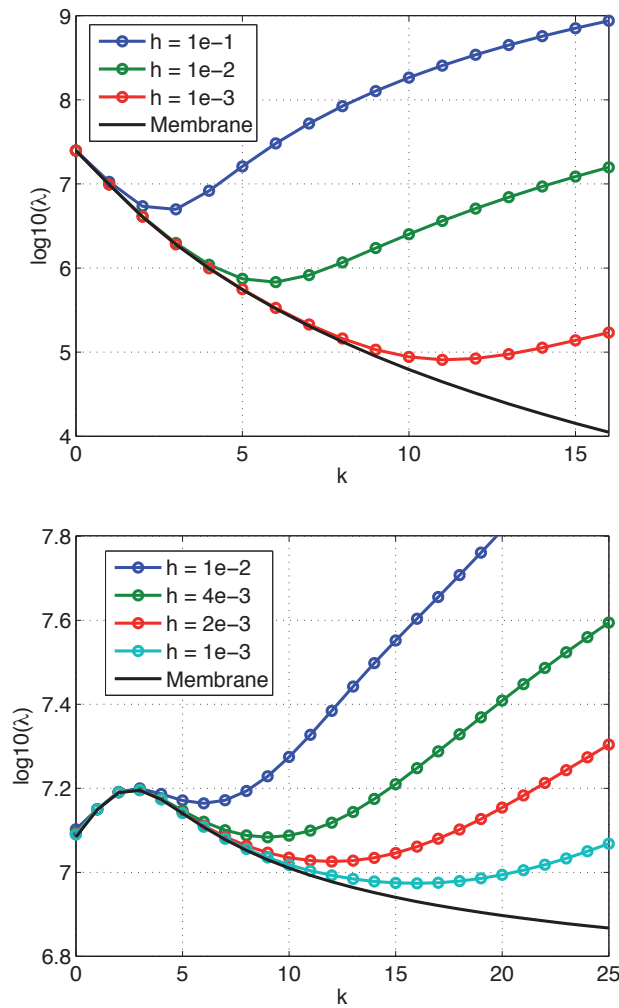 9
8
7
6
5
4
log10(λ)
h = 1e−1
h = 1e−2
h = 1e−3
Membrane
0 5 10 15
k
7.8
7.6
7.4
7.2
7
6.8
log10(λ)
h = 1e−2
h = 4e−3
h = 2e−3
h = 1e−3
Membrane
0 5 10 15 20 25
k